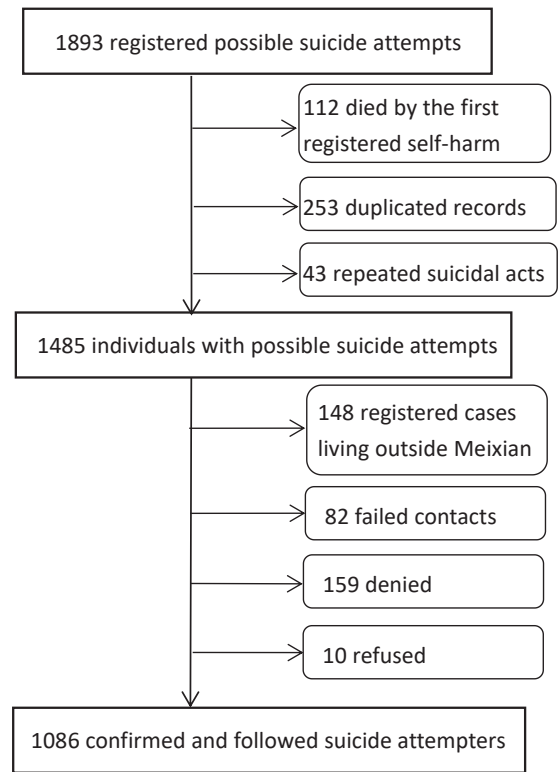 1893 registered possible suicide attempts
112 died by the first
registered self-harm
253 duplicated records
43 repeated suicidal acts
1485 individuals with possible suicide attempts
148 registered cases
living outside Meixian
82 failed contacts
159 denied
10 refused
1086 confirmed and followed suicide attempters